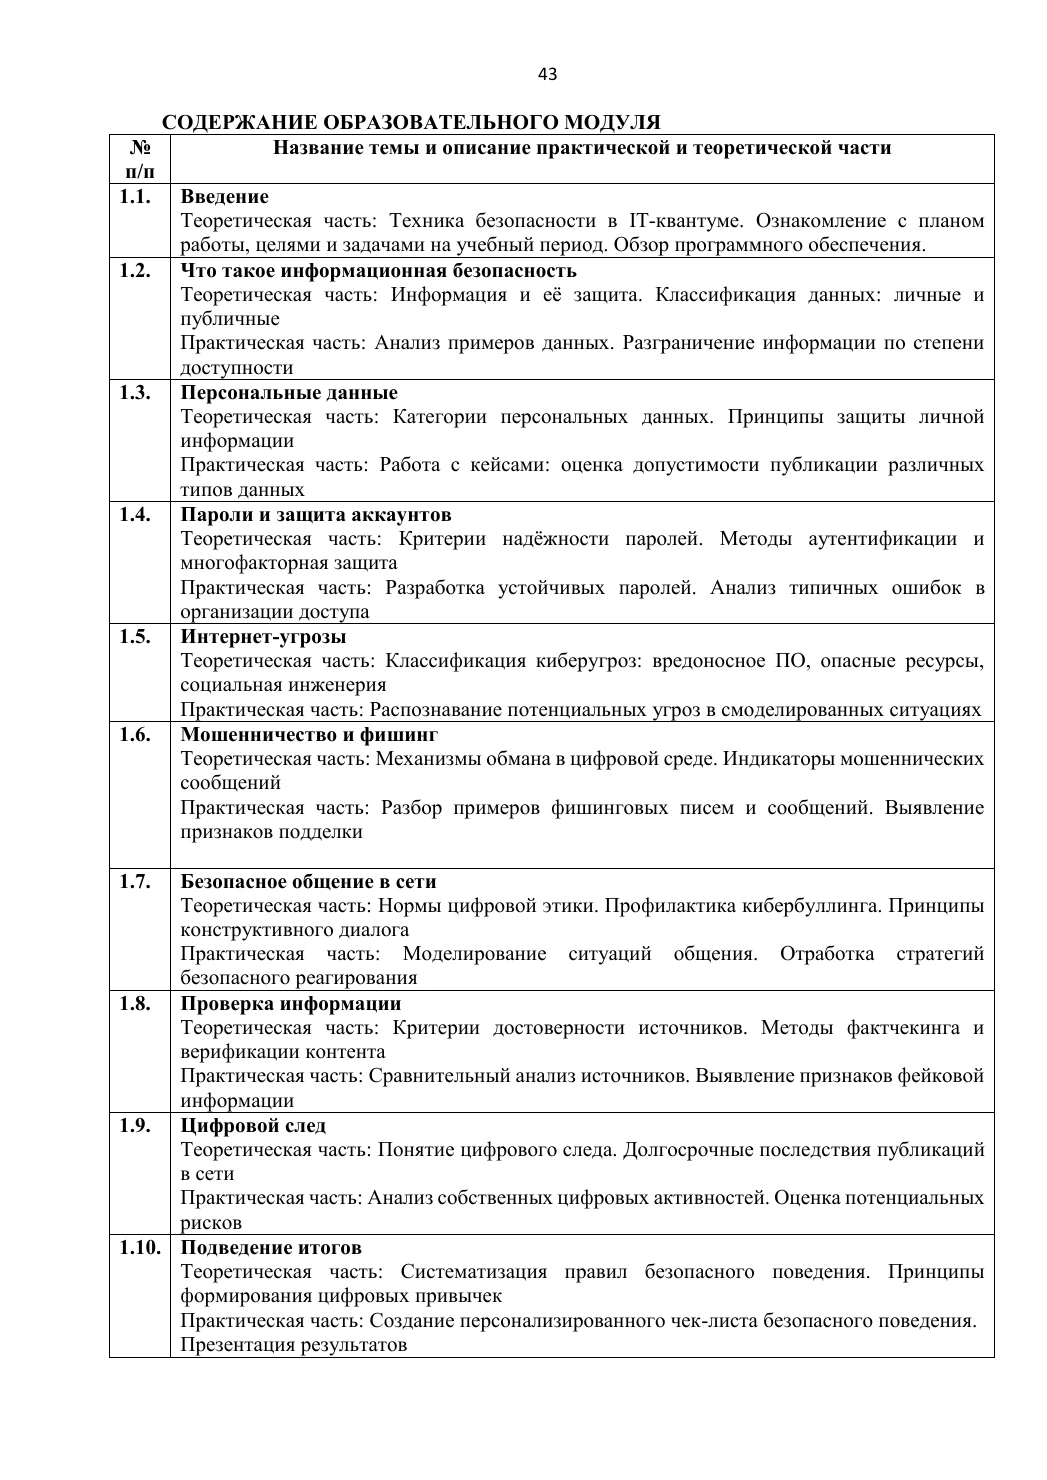 43
СОДЕРЖАНИЕ ОБРАЗОВАТЕЛЬНОГО МОДУЛЯ
№ п/п
Название темы и описание практической и теоретической части
1.1.
Введение
Теоретическая часть: Техника безопасности в IT-квантуме. Ознакомление с планом
работы, целями и задачами на учебный период. Обзор программного обеспечения.
1.2.
Что такое информационная безопасность
Теоретическая часть: Информация и её защита. Классификация данных: личные и
публичные
Практическая часть: Анализ примеров данных. Разграничение информации по степени
доступности
1.3.
Персональные данные
Теоретическая часть: Категории персональных данных. Принципы защиты личной
информации
Практическая часть: Работа с кейсами: оценка допустимости публикации различных
типов данных
1.4.
Пароли и защита аккаунтов
Теоретическая часть: Критерии надёжности паролей. Методы аутентификации и
многофакторная защита
Практическая часть: Разработка устойчивых паролей. Анализ типичных ошибок в
организации доступа
1.5.
Интернет-угрозы
Теоретическая часть: Классификация киберугроз: вредоносное ПО, опасные ресурсы,
социальная инженерия
Практическая часть: Распознавание потенциальных угроз в смоделированных ситуациях
1.6.
Мошенничество и фишинг
Теоретическая часть: Механизмы обмана в цифровой среде. Индикаторы мошеннических
сообщений
Практическая часть: Разбор примеров фишинговых писем и сообщений. Выявление
признаков подделки
1.7.
Безопасное общение в сети
Теоретическая часть: Нормы цифровой этики. Профилактика кибербуллинга. Принципы
конструктивного диалога
Практическая часть: Моделирование ситуаций общения. Отработка стратегий
безопасного реагирования
1.8.
Проверка информации
Теоретическая часть: Критерии достоверности источников. Методы фактчекинга и
верификации контента
Практическая часть: Сравнительный анализ источников. Выявление признаков фейковой
информации
1.9.
Цифровой след
Теоретическая часть: Понятие цифрового следа. Долгосрочные последствия публикаций
в сети
Практическая часть: Анализ собственных цифровых активностей. Оценка потенциальных
рисков
1.10.
Подведение итогов
Теоретическая часть: Систематизация правил безопасного поведения. Принципы
формирования цифровых привычек
Практическая часть: Создание персонализированного чек-листа безопасного поведения.
Презентация результатов